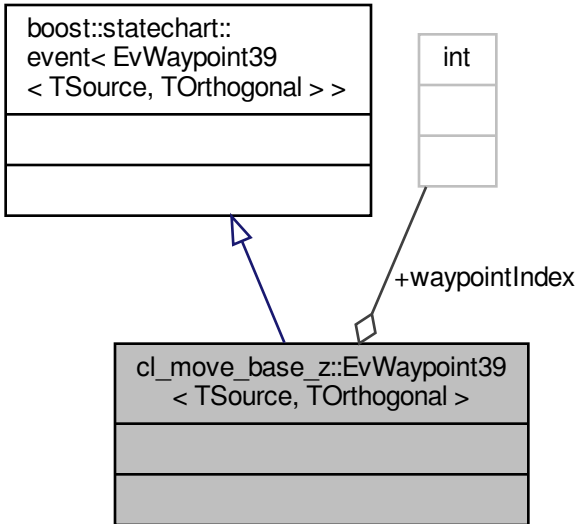 boost::statechart::
event< EvWaypoint39
< TSource, TOrthogonal > >
int
+waypointIndex
cl_move_base_z::EvWaypoint39
< TSource, TOrthogonal >